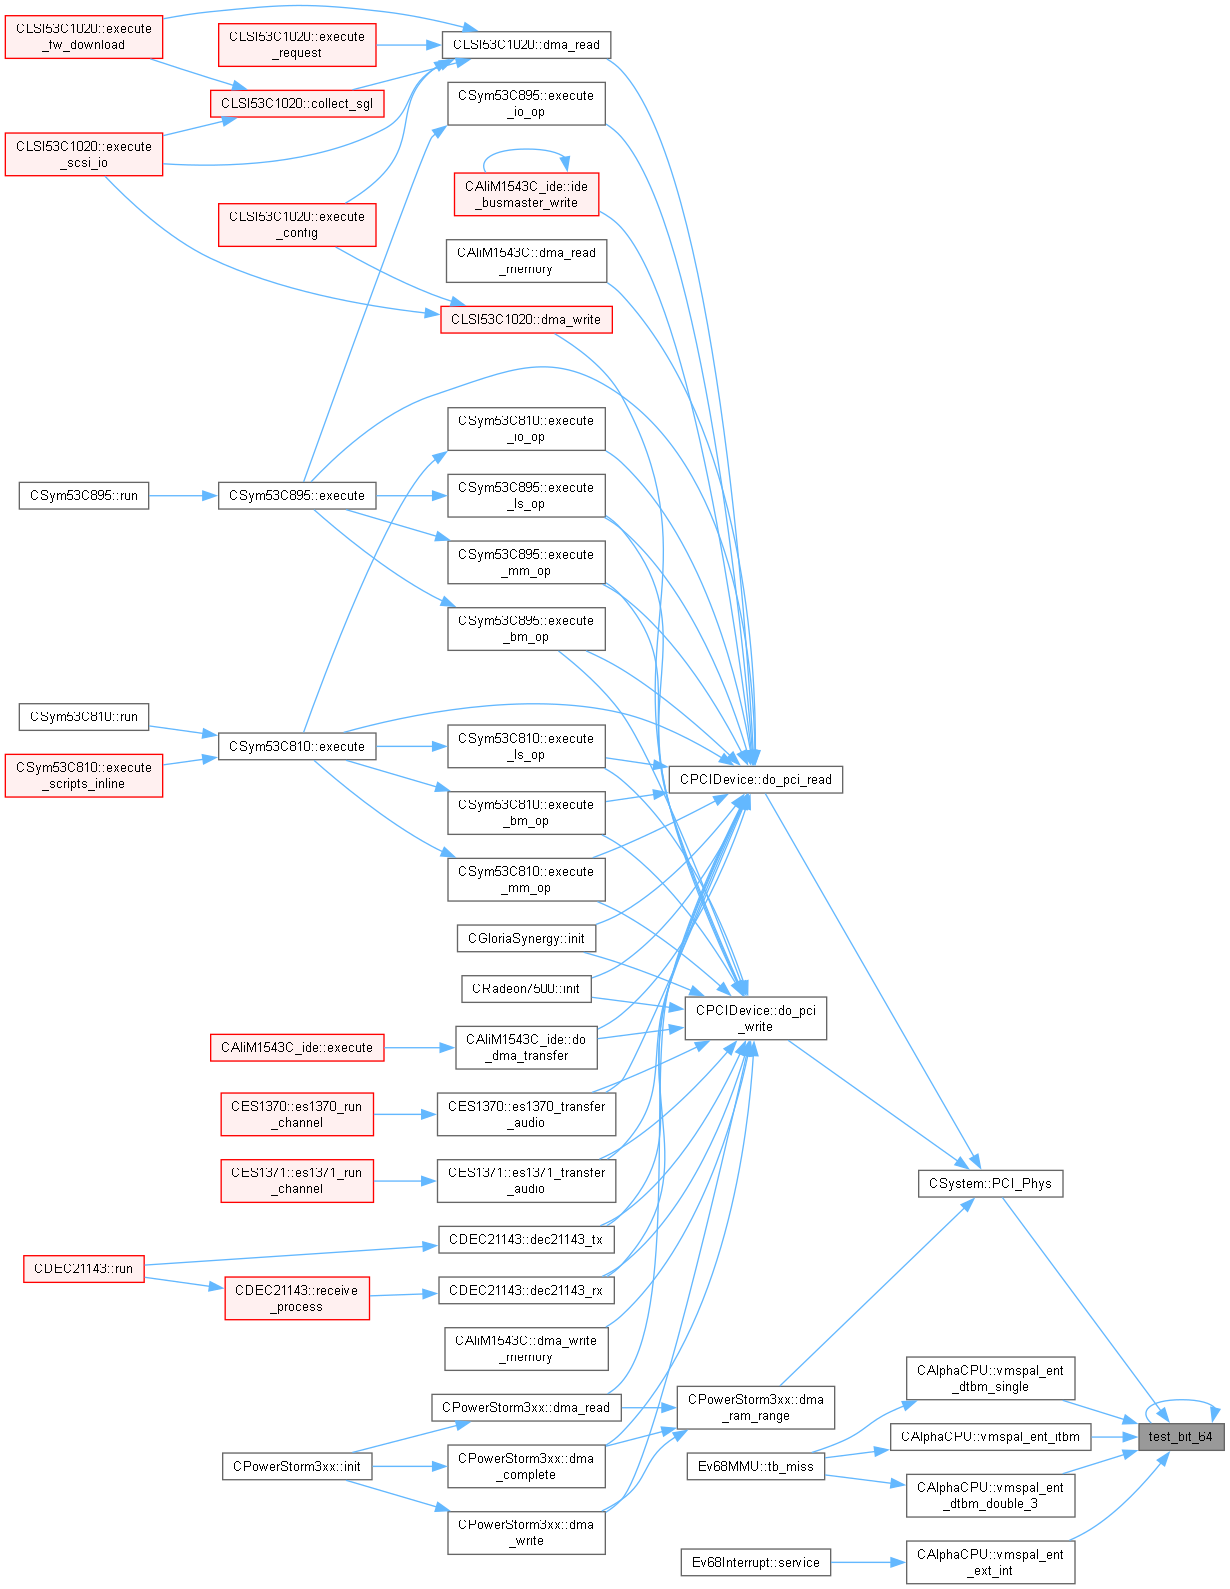 CLSI53C1020::execute
_fw_download
CLSI53C1020::execute
_request
CLSI53C1020::dma_read
CLSI53C1020::collect_sgl
CSym53C895::execute
_io_op
CLSI53C1020::execute
_scsi_io
CAliM1543C_ide::ide
_busmaster_write
CLSI53C1020::execute
_config
CAliM1543C::dma_read
_memory
CLSI53C1020::dma_write
CSym53C810::execute
_io_op
CSym53C895::run
CSym53C895::execute
CSym53C895::execute
_ls_op
CSym53C895::execute
_mm_op
CSym53C895::execute
_bm_op
CSym53C810::run
CSym53C810::execute
CSym53C810::execute
_ls_op
CSym53C810::execute
_scripts_inline
CPCIDevice::do_pci_read
CSym53C810::execute
_bm_op
CSym53C810::execute
_mm_op
CGloriaSynergy::init
CRadeon7500::init
CPCIDevice::do_pci
_write
CAliM1543C_ide::execute
CAliM1543C_ide::do
_dma_transfer
CES1370::es1370_run
_channel
CES1370::es1370_transfer
_audio
CES1371::es1371_run
_channel
CES1371::es1371_transfer
_audio
CSystem::PCI_Phys
CDEC21143::dec21143_tx
CDEC21143::run
CDEC21143::receive
_process
CDEC21143::dec21143_rx
CAliM1543C::dma_write
_memory
CAlphaCPU::vmspal_ent
_dtbm_single
CPowerStorm3xx::dma_read
CPowerStorm3xx::dma
_ram_range
CAlphaCPU::vmspal_ent_itbm
test_bit_64
CPowerStorm3xx::init
CPowerStorm3xx::dma
_complete
Ev68MMU::tb_miss
CAlphaCPU::vmspal_ent
_dtbm_double_3
CPowerStorm3xx::dma
_write
Ev68Interrupt::service
CAlphaCPU::vmspal_ent
_ext_int